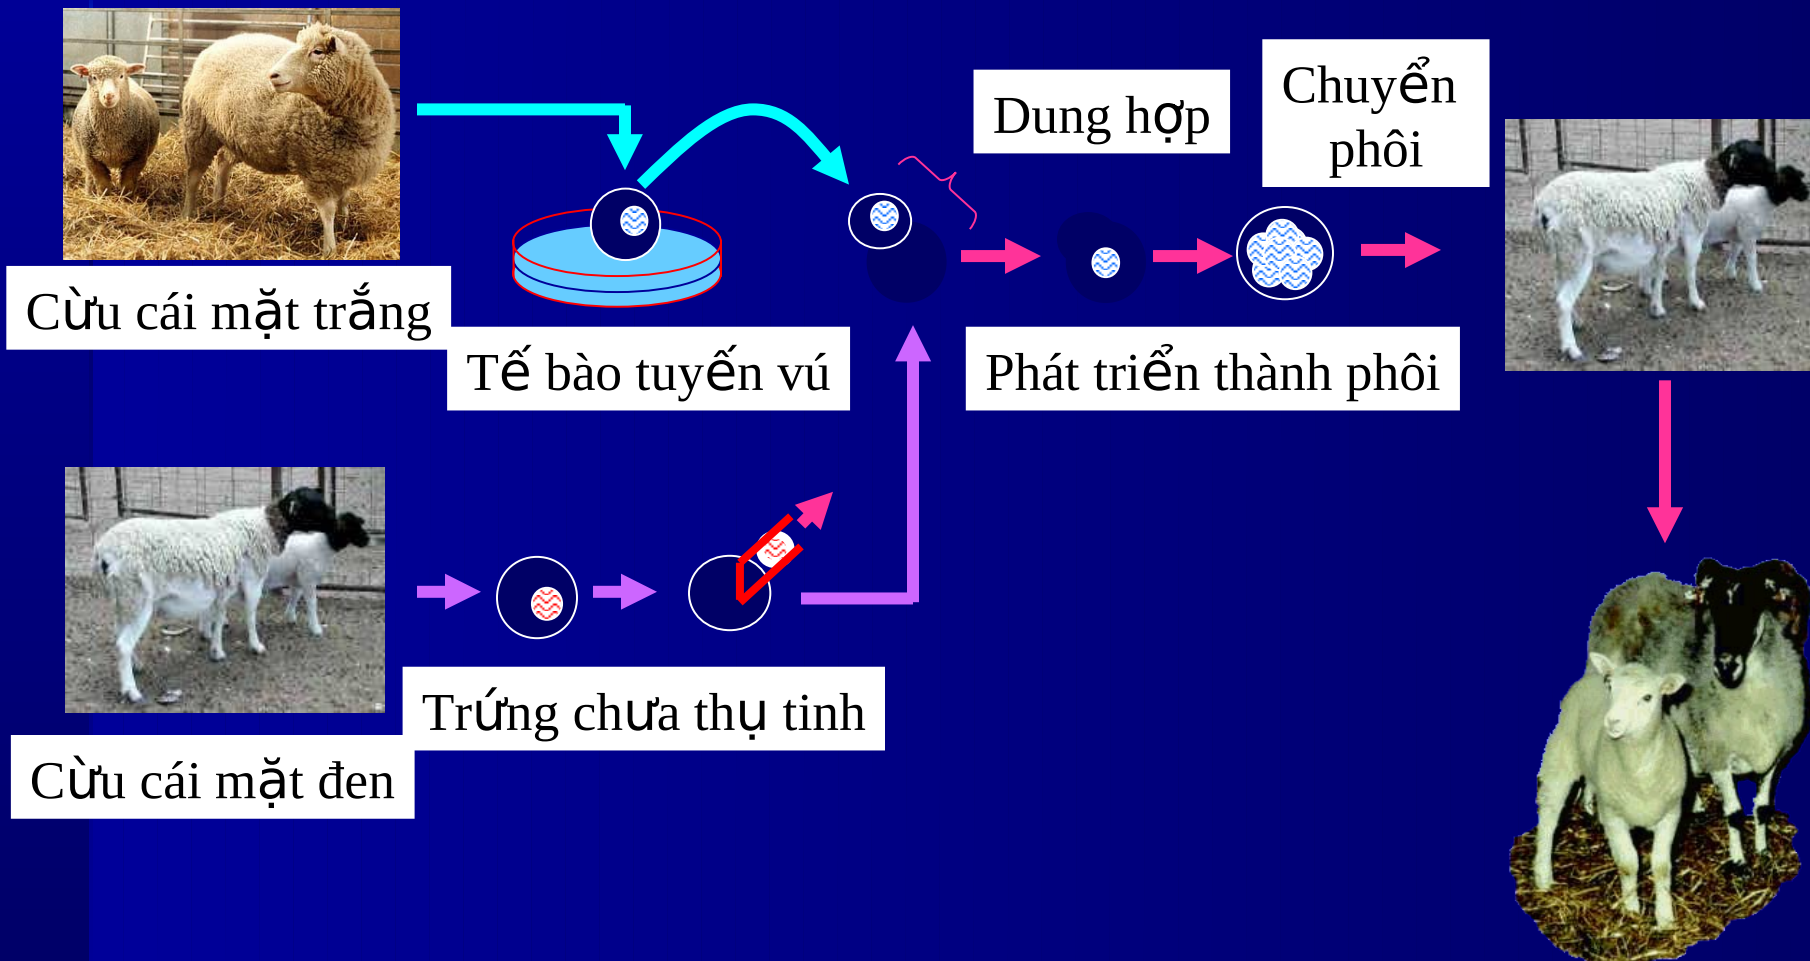 Dung hợp
Chuyển
phôi
Cừu cái mặt trắng
Tế bào tuyến vú
Phát triển thành phôi
Trứng chưa thụ tinh
Cừu cái mặt đen